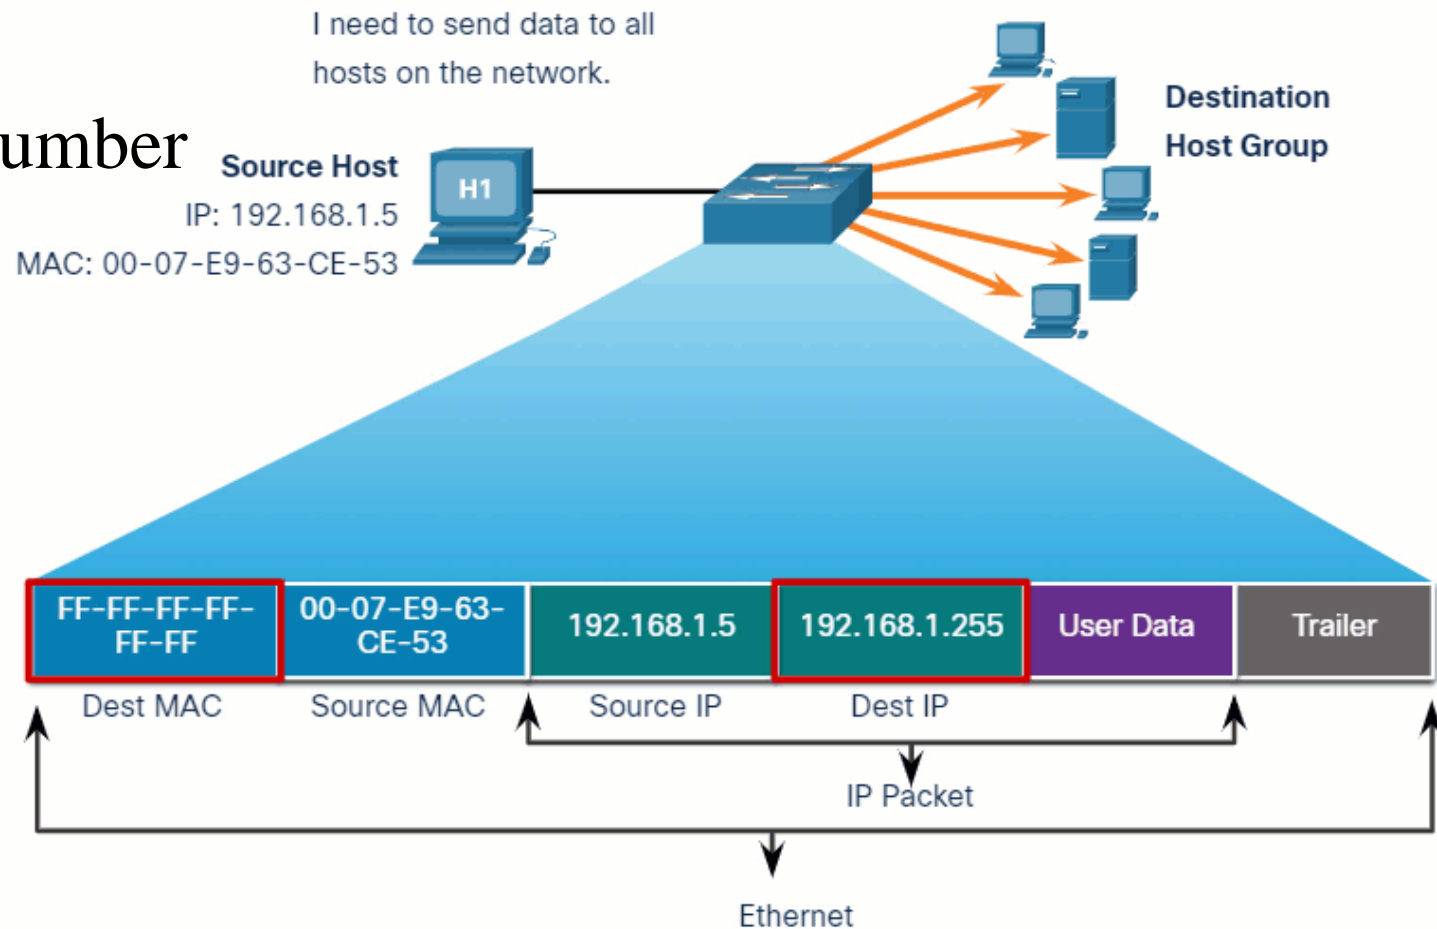 I need to send data to all
hosts on the network.
umber
Source Host
IP: 192.168.1.5
MAC: 00-07-E9-63-CE-53
H1
Destination
Host Group
FF-FF-FF-FF-
FF-FF
00-07-E9-63-
CE-53
192.168.1.5
192.168.1.255
User Data
Trailer
Dest MAC
Source MAC
Source IP
Dest IP
IP Packet
Ethernet